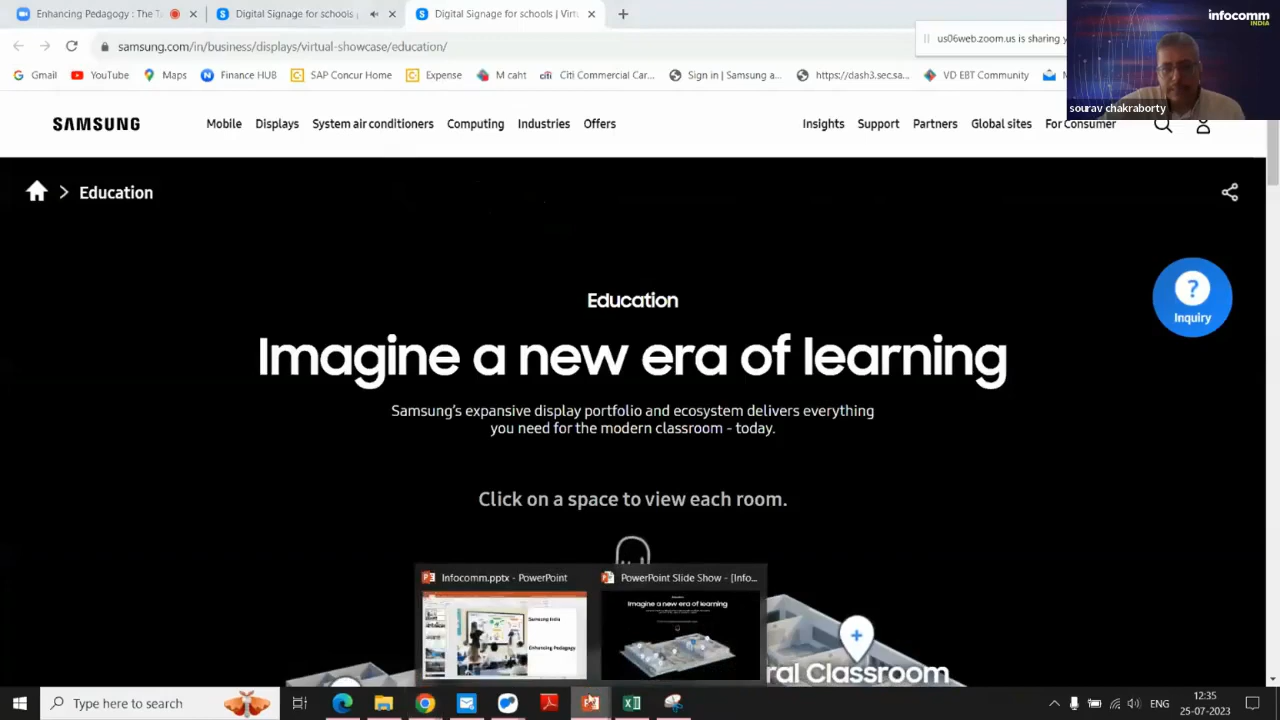 Enhancing Pedagogy : The Ta
Digital Signage for schools
Digital Signage for schools | Virtu
samsung.com/in/business/displays/virtual-showcase/education/
us06web.zoom.us is sharing y
infocomm
INDIA
sourav chakraborty
Gmail
YouTube
Maps
Finance HUB
SAP Concur Home
Expense
M caht
Citi Commercial Car...
Sign in | Samsung a...
https://dash3.sec.sa...
VD EBT Community
SAMSUNG
Mobile
Displays
System air conditioners
Computing
Industries
Offers
Insights
Support
Partners
Global sites
For Consumer
Education
Education
Imagine a new era of learning
Samsung's expansive display portfolio and ecosystem delivers everything
you need for the modern classroom - today.
Click on a space to view each room.
?
Inquiry
Infocomm.pptx - PowerPoint
PowerPoint Slide Show - [Info...
Samsung India
Enhancing Pedagogy
Imagine a new era of learning
ral Classroom
Type here to search
ENG
12:35
25-07-2023